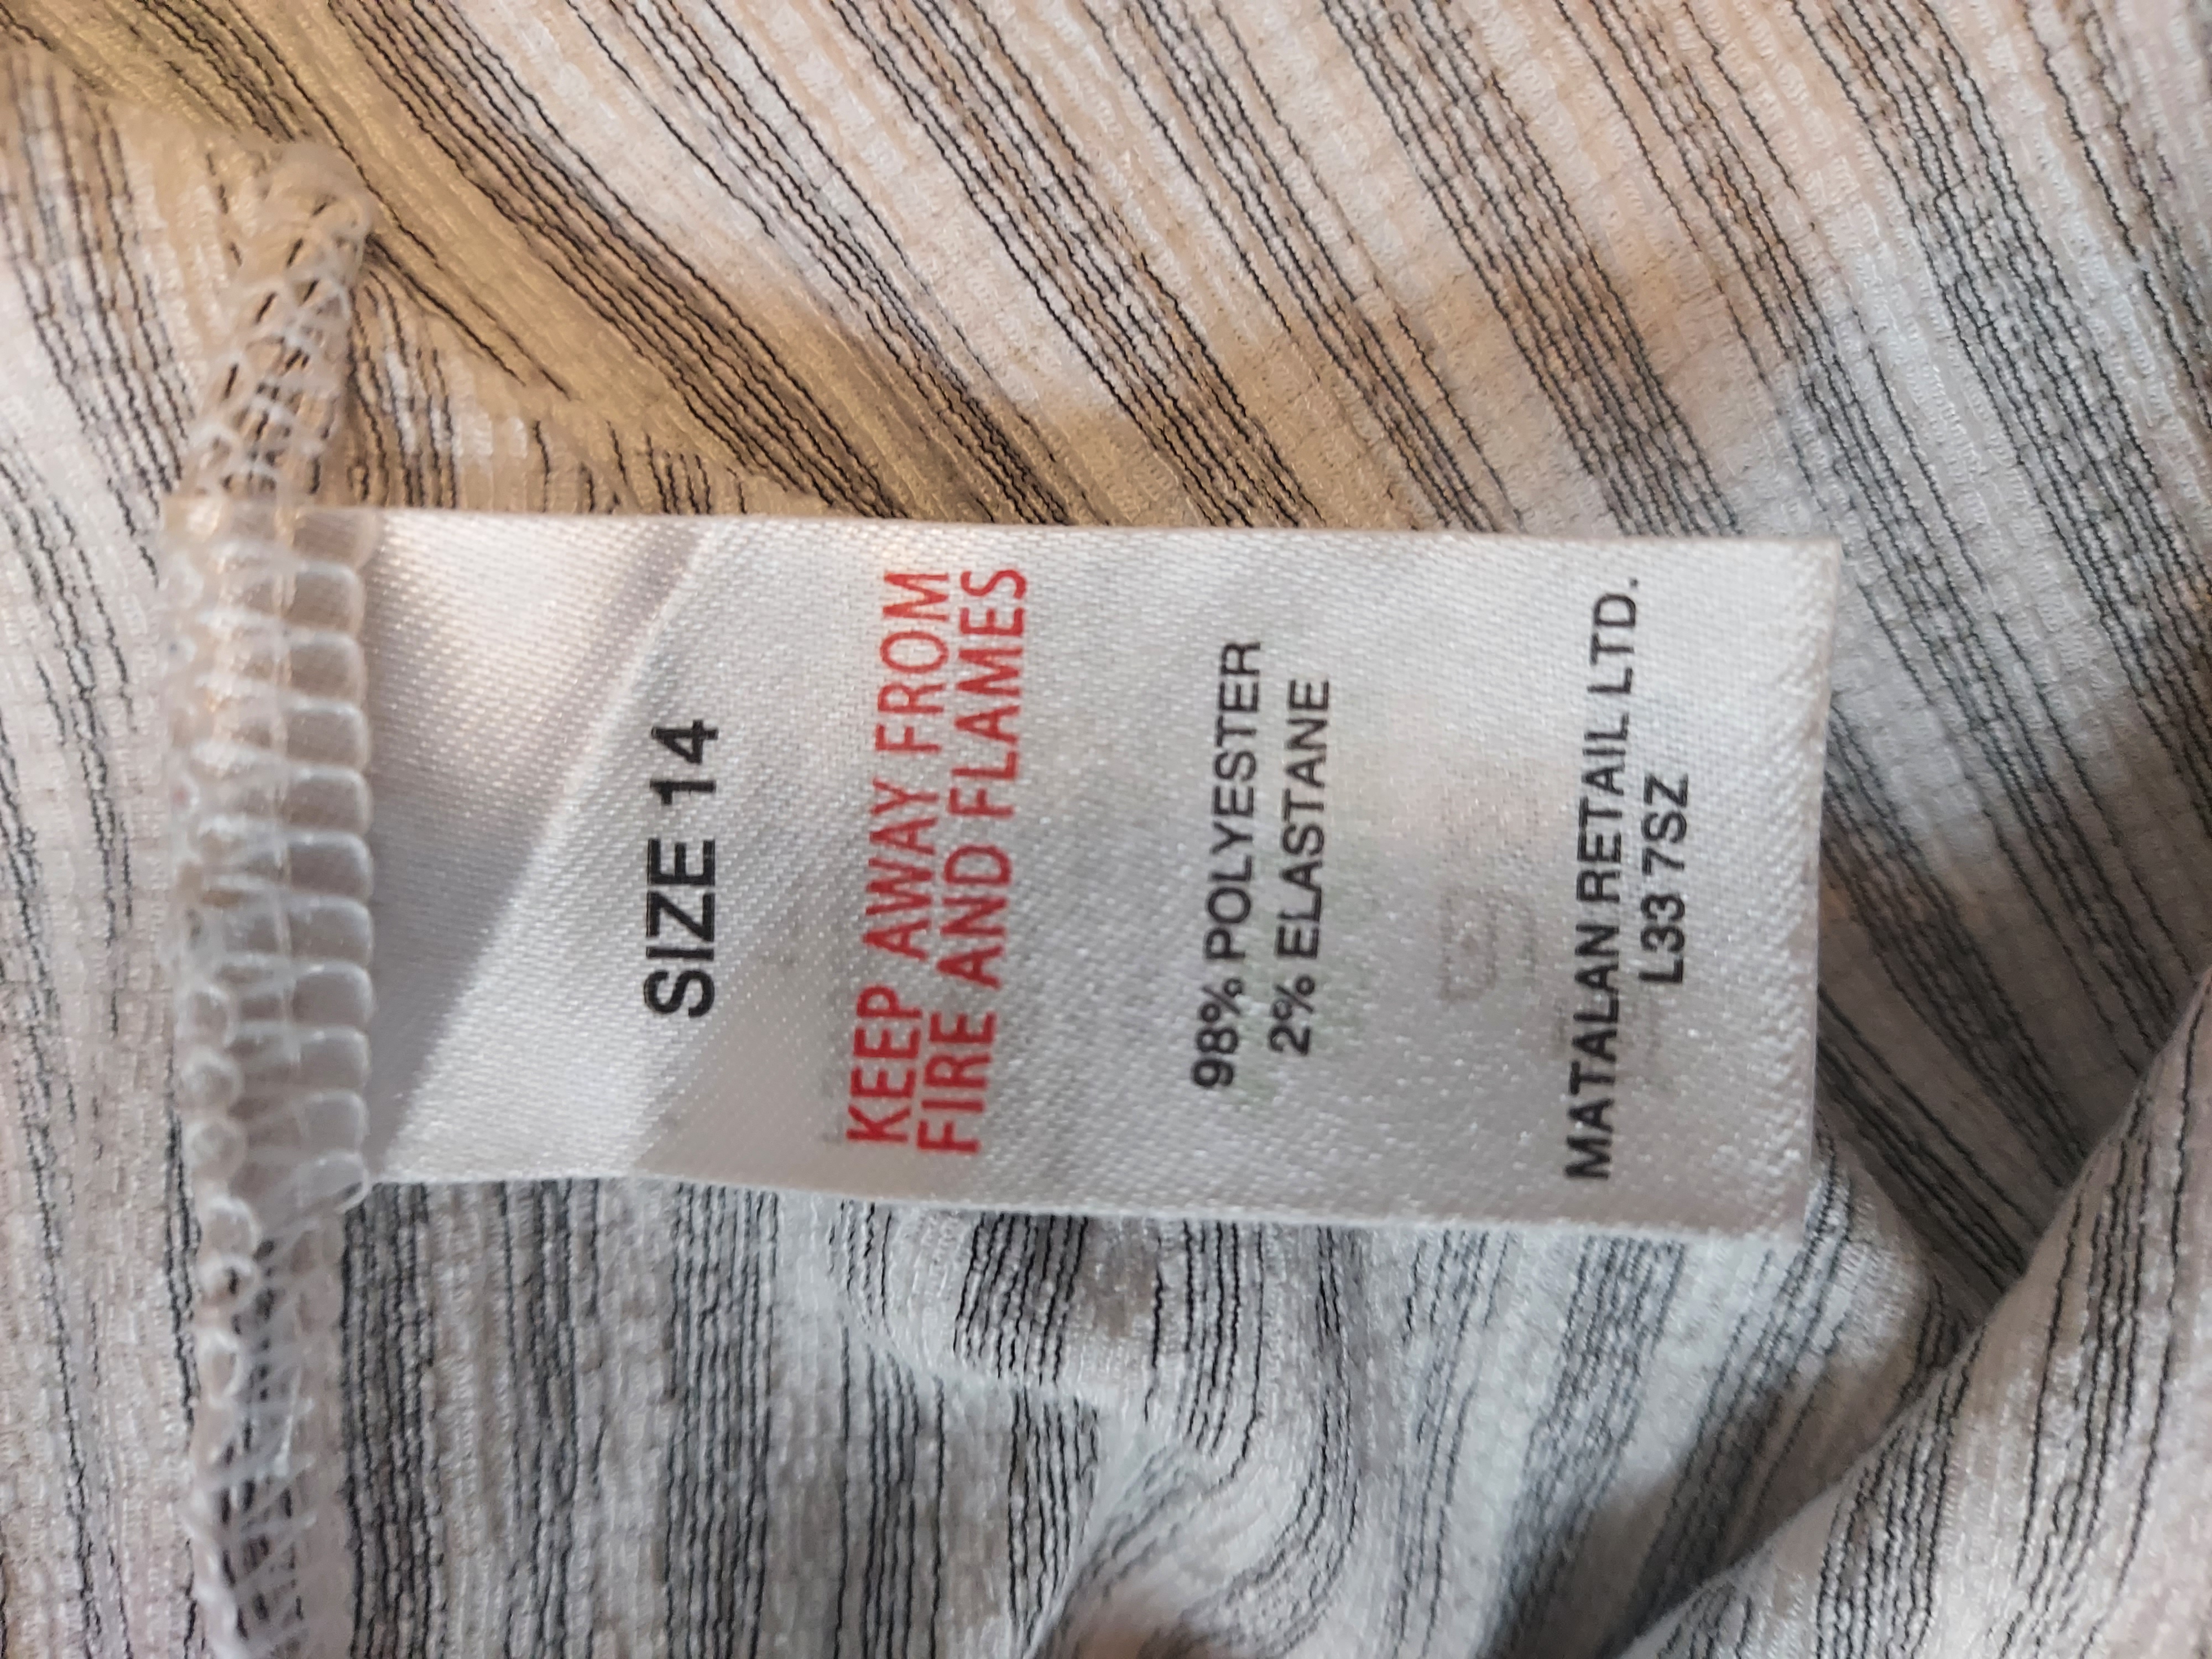 SIZE 14
KEEP AWAY FROM
FIRE AND FLAMES
98% POLYESTER
2% ELASTANE
MATALAN RETAIL LTD.
L33 7SZ